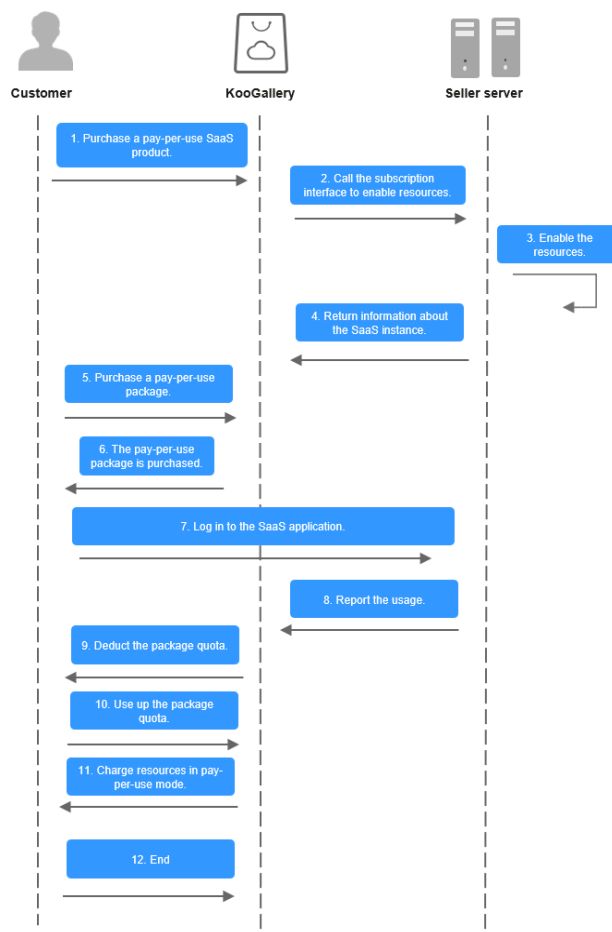 Customer
KooGallery
Seller server
1. Purchase a pay-per-use SaaS
product.
2. Call the subscription
interface to enable resources.
3. Enable the
resources.
4. Return information about
the SaaS instance.
5. Purchase a pay-per-use
package.
6. The pay-per-use
package is purchased.
7. Log in to the SaaS application.
8. Report the usage.
9. Deduct the package quota.
10. Use up the package
quota.
11. Charge resources in pay-
per-use mode.
12. End